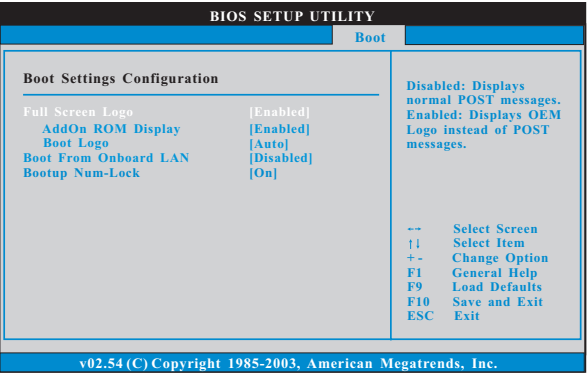 BIOS SETUP UTILITY
Boot
Boot Settings Configuration
Full Screen Logo [Enabled]
AddOn ROM Display [Enabled]
Boot Logo [Auto]
Boot From Onboard LAN [Disabled]
Bootup Num-Lock [On]
Disabled: Displays
normal POST messages.
Enabled: Displays OEM
Logo instead of POST
messages.
←→ Select Screen
↑↓ Select Item
+ - Change Option
F1 General Help
F9 Load Defaults
F10 Save and Exit
ESC Exit
v02.54 (C) Copyright 1985-2003, American Megatrends, Inc.